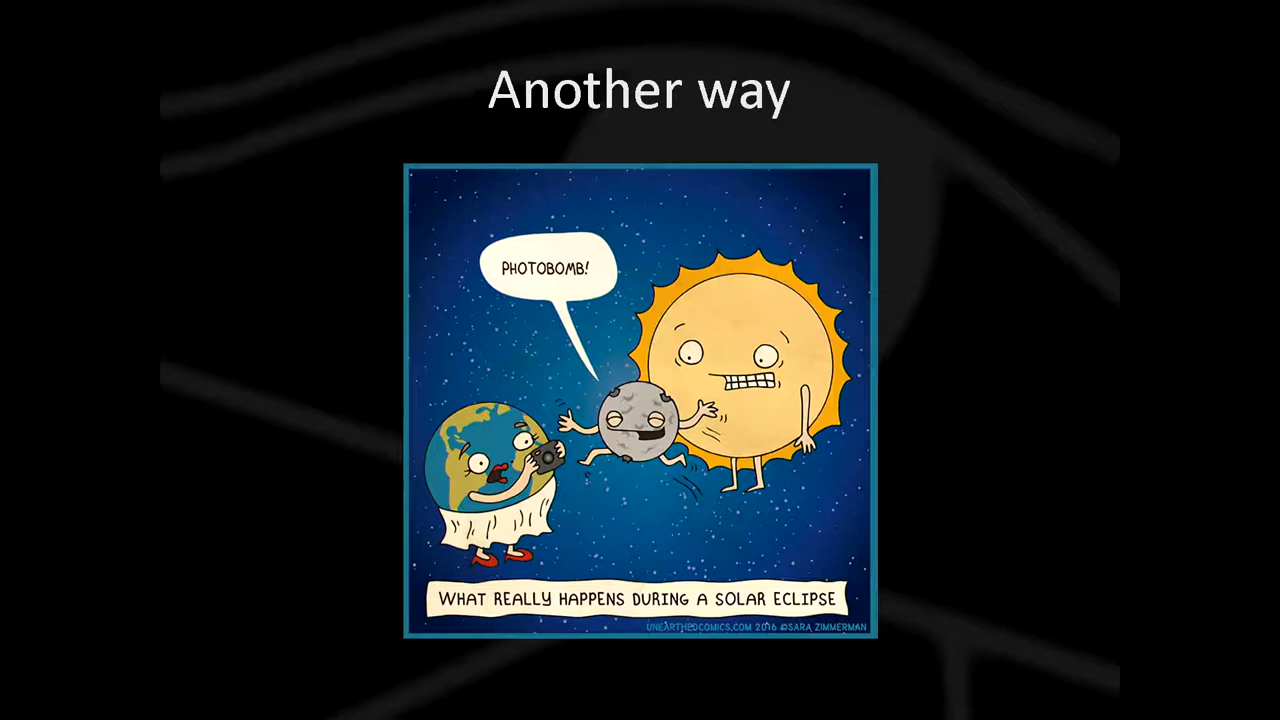 Another way
PHOTOBOMB!
WHAT REALLY HAPPENS DURING A SOLAR ECLIPSE
UNEARTHEDCOMICS.COM 2016 ©SARA ZIMMERMAN